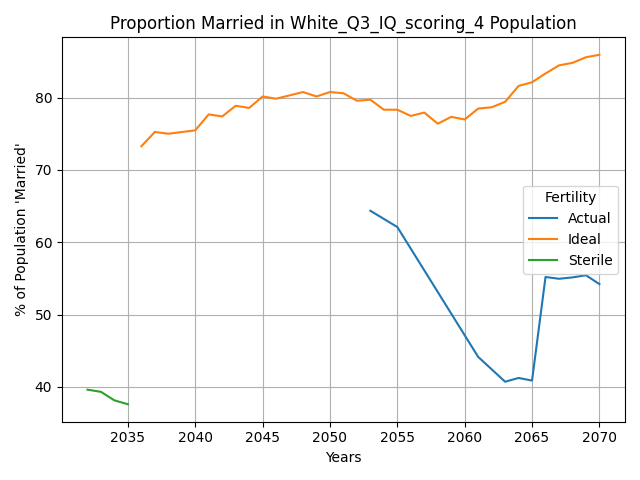 Proportion Married in White_Q3_IQ_scoring_4 Population
% of Population 'Married'
80
70
60
50
40
Fertility
Actual
Ideal
Sterile
2035 2040 2045 2050 2055 2060 2065 2070
Years